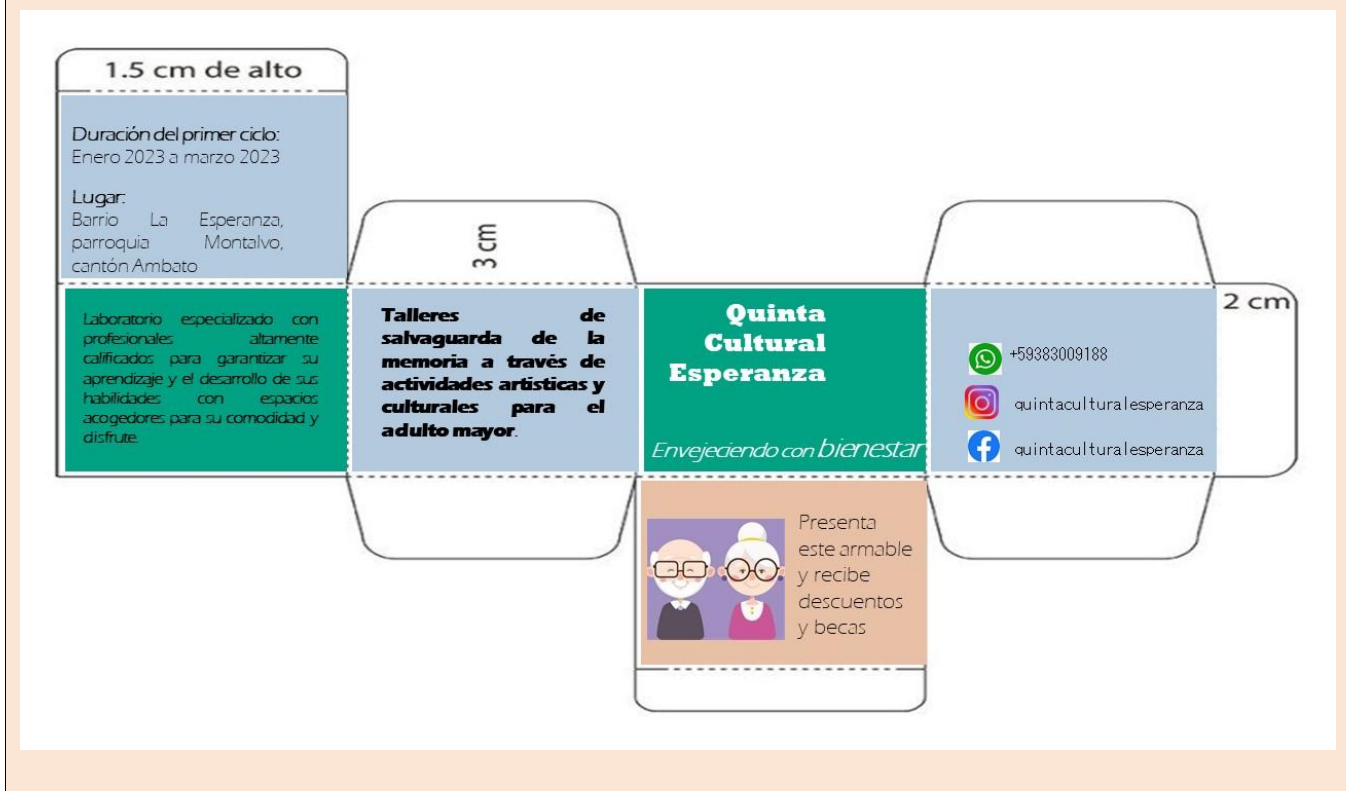 1.5 cm de alto
Duración del primer ciclo:
Enero 2023 a marzo 2023
Lugar:
Barrio La Esperanza,
parroquia Montalvo,
cantón Ambato
3 cm
Laboratorio especializado con
profesionales altamente
calificados para garantizar su
aprendizaje y el desarrollo de sus
habilidades con espacios
acogedores para su comodidad y
disfrute.
Talleres de
salvaguarda de la
memoria a través de
actividades artísticas y
culturales para el
adulto mayor.
Quinta
Cultural
Esperanza
Envejeciendo con bienestar
+59383009188
quintaculturalesperanza
quintaculturalesperanza
2 cm
Presenta
este armable
y recibe
descuentos
y becas